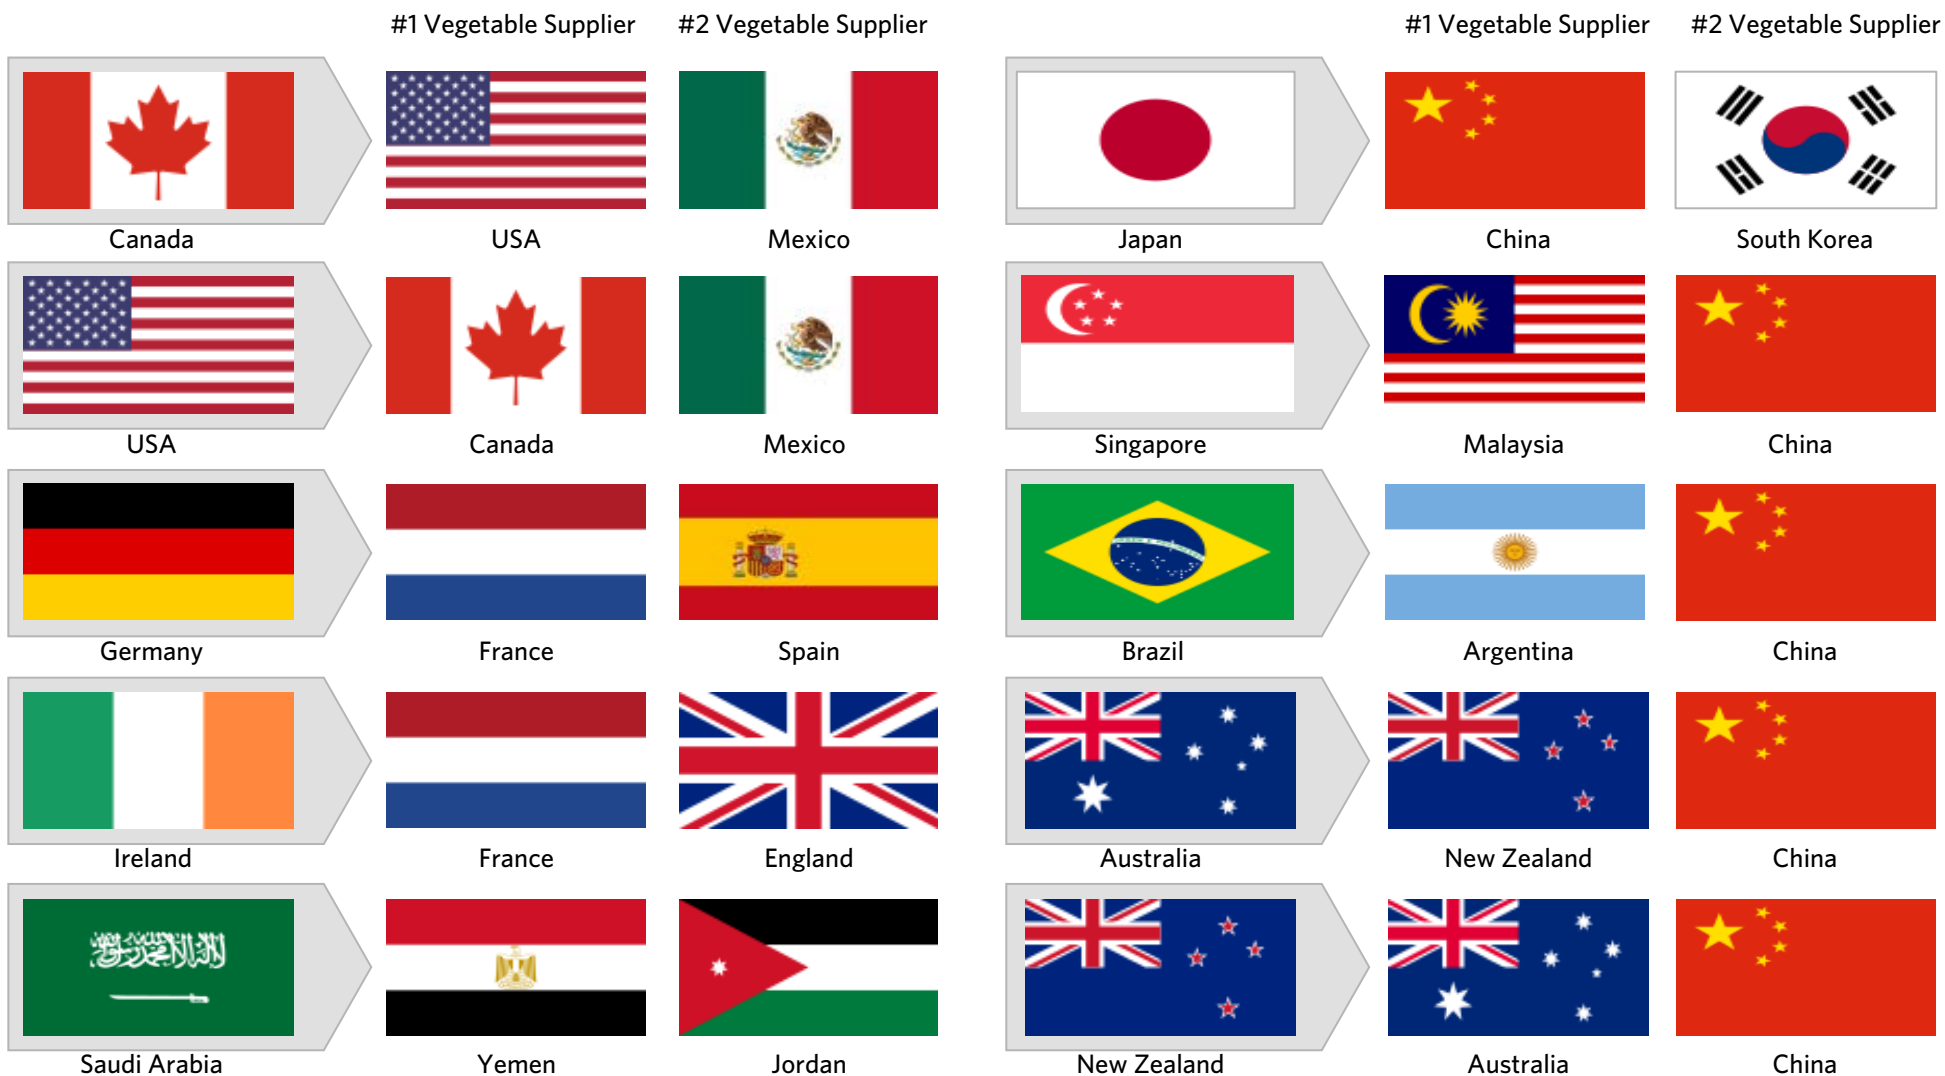 #1 Vegetable Supplier #2 Vegetable Supplier #1 Vegetable Supplier #2 Vegetable Supplier
Canada USA Mexico Japan China South Korea
USA Canada Mexico Singapore Malaysia China
Germany France Spain Brazil Argentina China
Ireland France England Australia New Zealand China
Saudi Arabia Yemen Jordan New Zealand Australia China